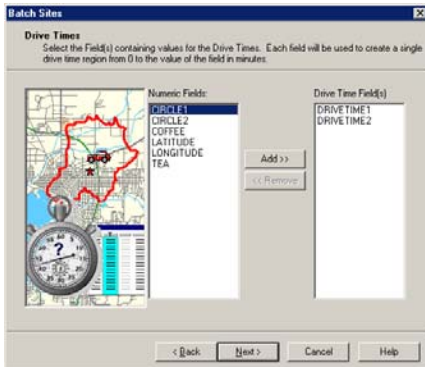 Batch Sites
Drive Times
Select the Field(s) containing values for the Drive Times. Each field will be used to create a single
drive time region from 0 to the value of the field in minutes.
Numeric Fields:
CIRCLE1
CIRCLE2
COFFEE
LATITUDE
LONGITUDE
TEA
Add >>
<< Remove
Drive Time Field(s)
DRIVETIME1
DRIVETIME2
?
< Back
Next >
Cancel
Help